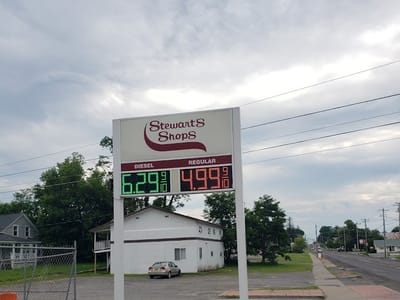 Stewart's
Shops
DIESEL REGULAR
6.29 9/10 4.99 9/10